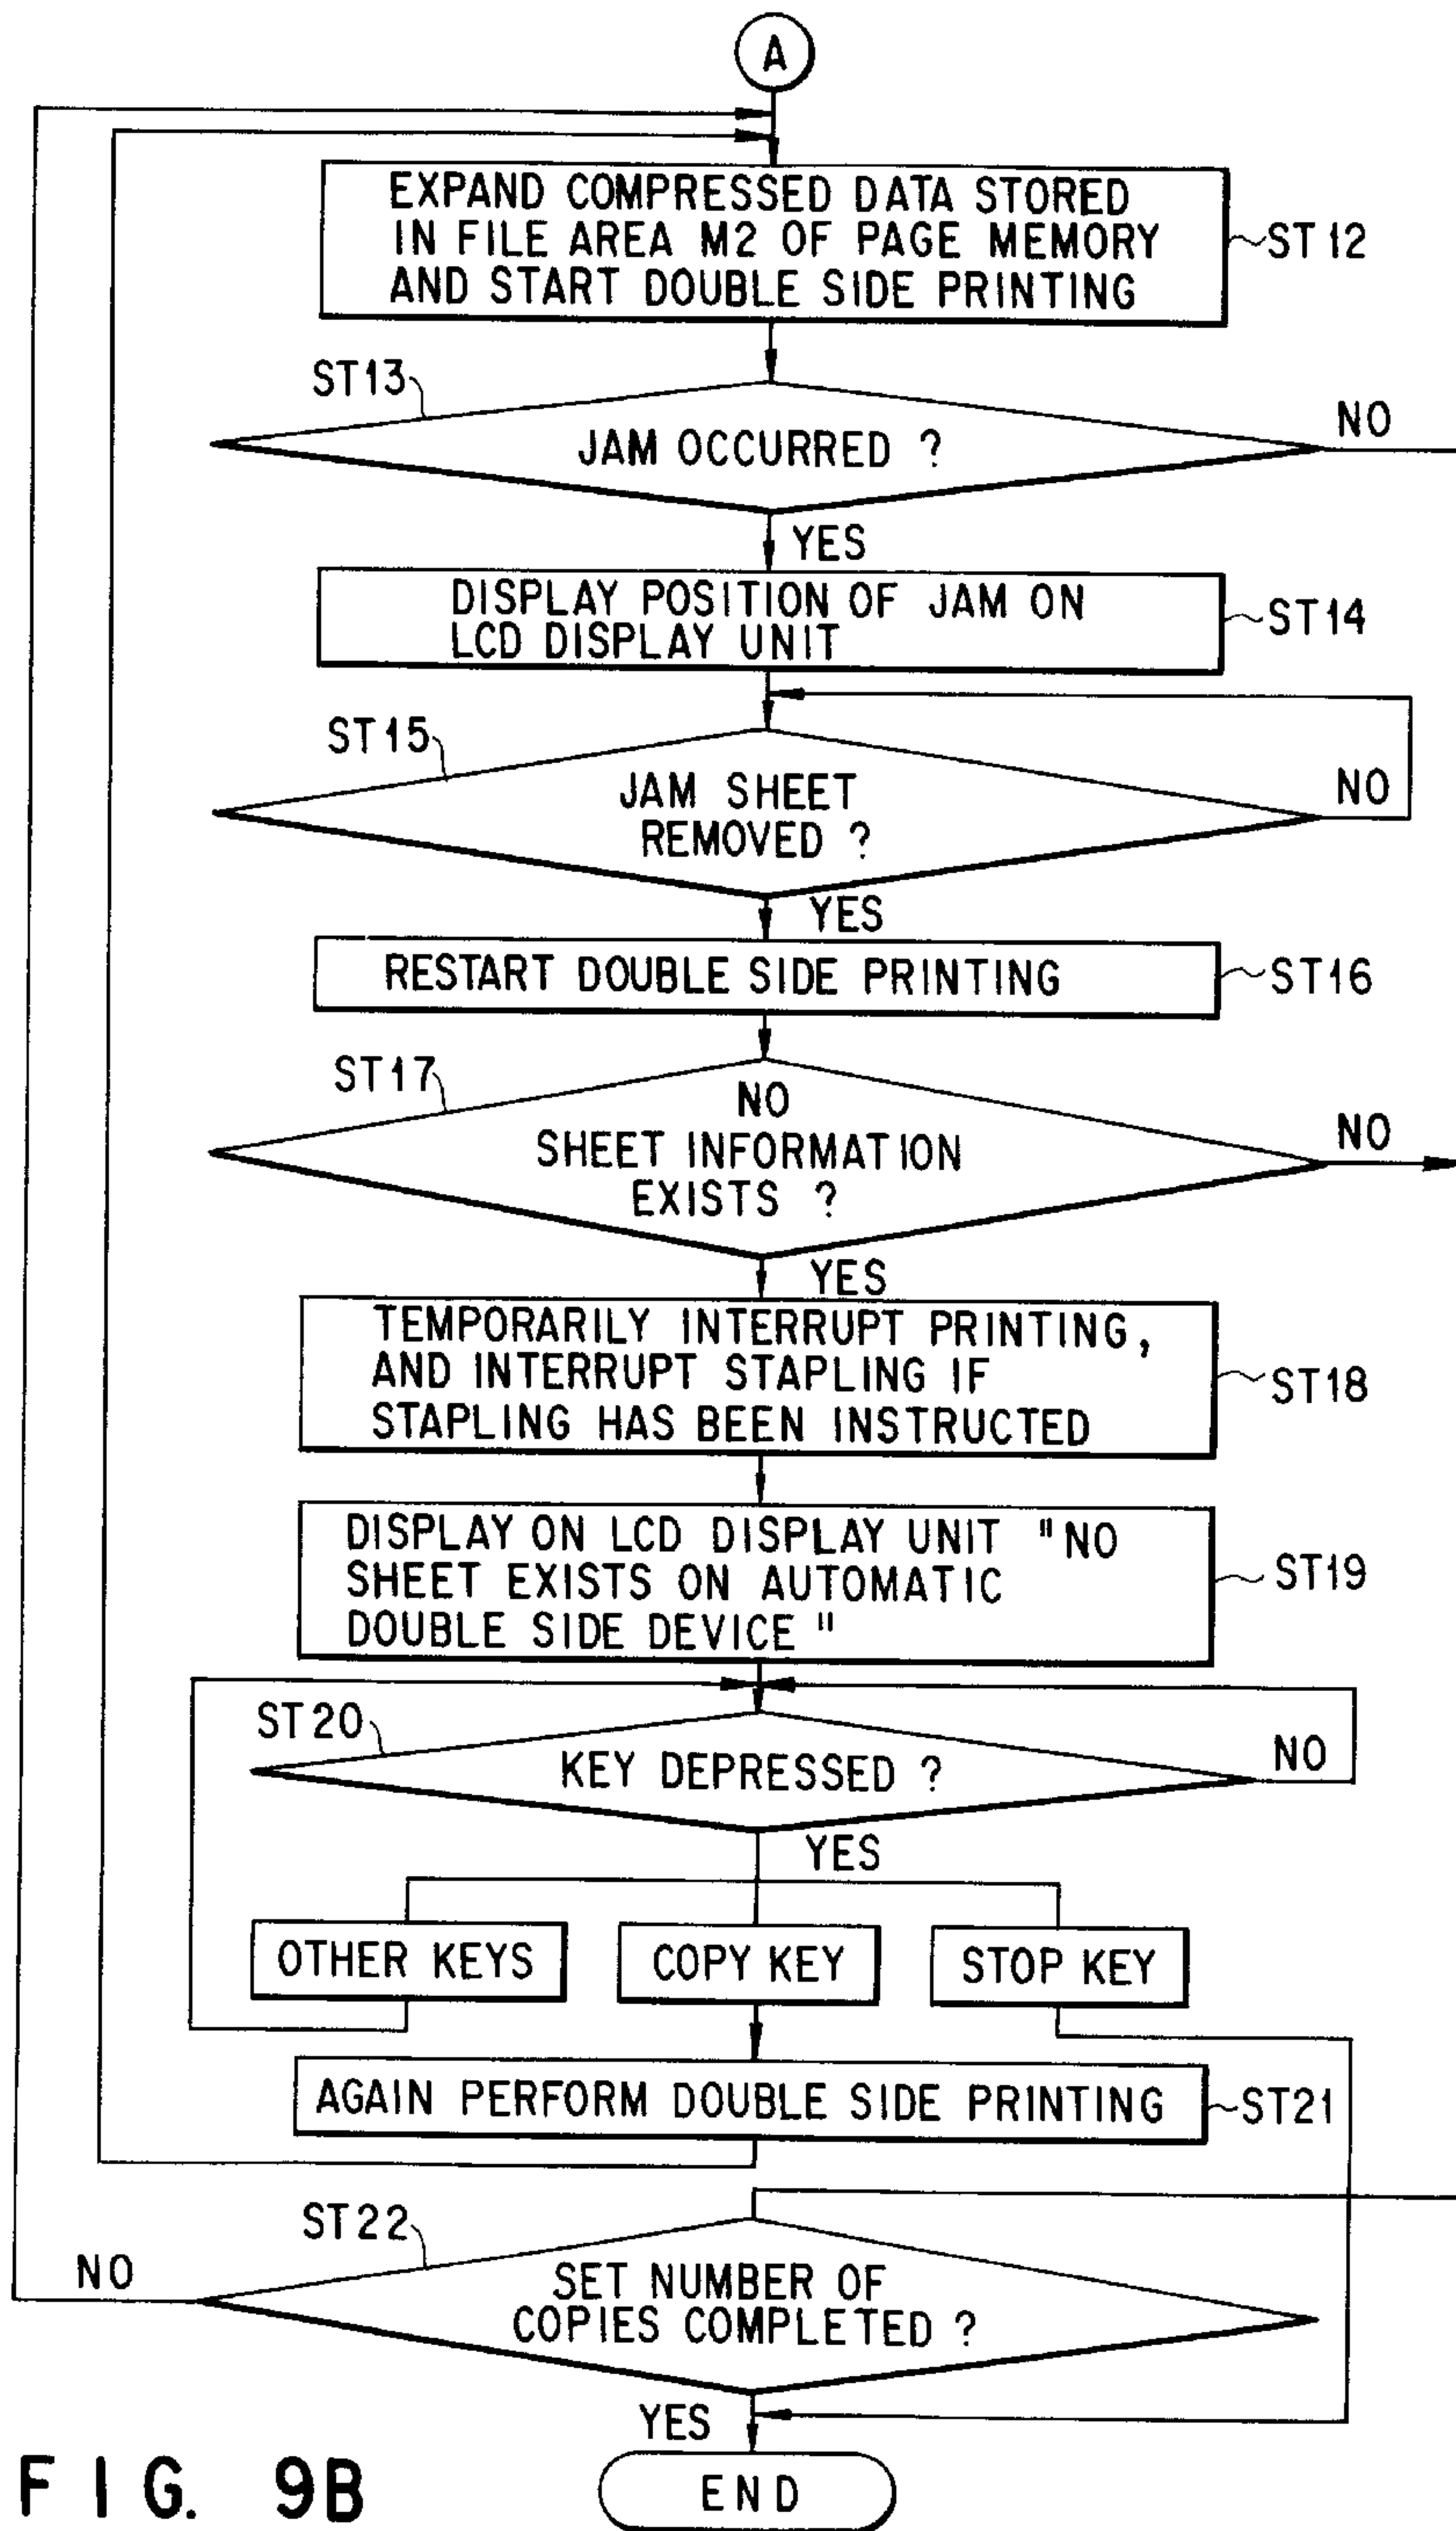 A
EXPAND COMPRESSED DATA STORED
IN FILE AREA M2 OF PAGE MEMORY
AND START DOUBLE SIDE PRINTING
ST12
ST13
JAM OCCURRED ?
NO
YES
DISPLAY POSITION OF JAM ON
LCD DISPLAY UNIT
ST14
ST15
JAM SHEET
REMOVED ?
NO
YES
RESTART DOUBLE SIDE PRINTING
ST16
ST17
NO
SHEET INFORMATION
EXISTS ?
NO
YES
TEMPORARILY INTERRUPT PRINTING,
AND INTERRUPT STAPLING IF
STAPLING HAS BEEN INSTRUCTED
ST18
DISPLAY ON LCD DISPLAY UNIT "NO
SHEET EXISTS ON AUTOMATIC
DOUBLE SIDE DEVICE"
ST19
ST20
KEY DEPRESSED ?
NO
YES
OTHER KEYS
COPY KEY
STOP KEY
AGAIN PERFORM DOUBLE SIDE PRINTING
ST21
ST22
NO
SET NUMBER OF
COPIES COMPLETED ?
YES
END
FIG. 9B